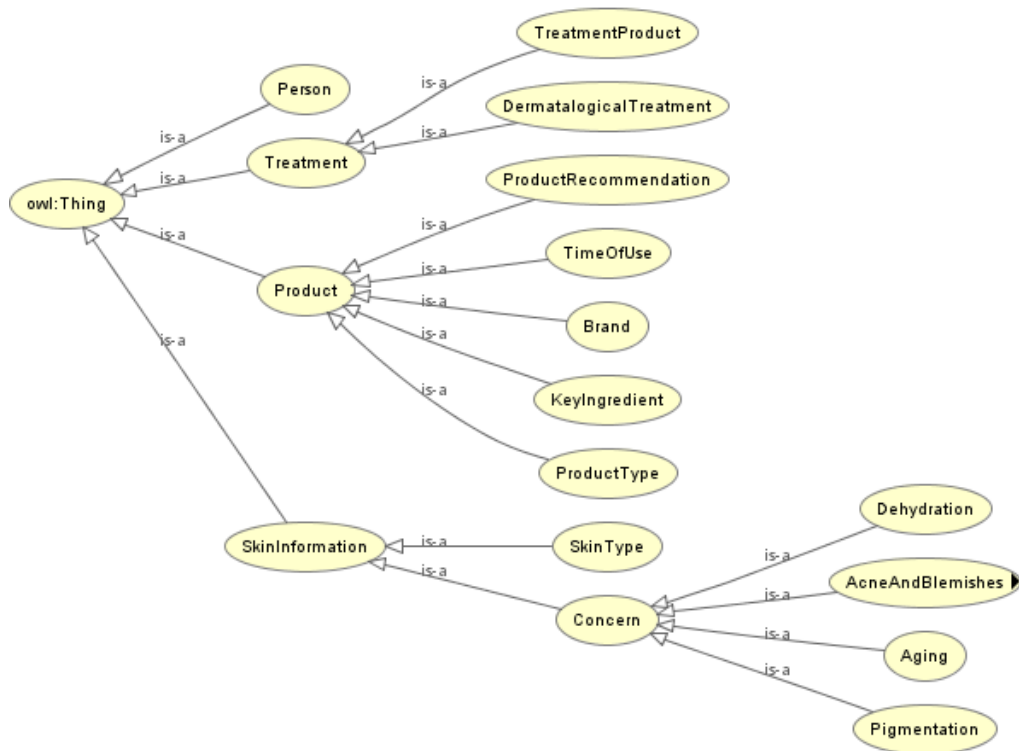 TreatmentProduct
Person
is-a
DermatalogicalTreatment
is-a
is-a
Treatment
is-a
is-a
ProductRecommendation
owl:Thing
is-a
is-a
TimeOfUse
is-a
Product
is-a
Brand
is-a
is-a
KeyIngredient
is-a
ProductType
Dehydration
SkinInformation
is-a
SkinType
is-a
is-a
AcneAndBlemishes
is-a
Concern
is-a
Aging
is-a
Pigmentation